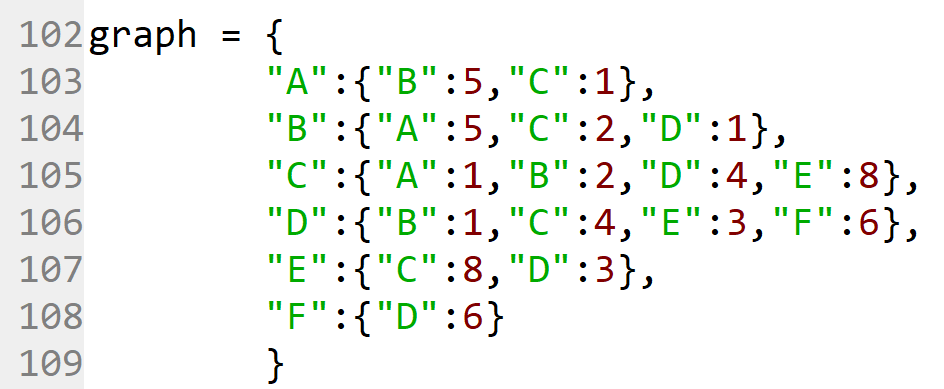 102 graph = {
103 "A":{"B":5,"C":1},
104 "B":{"A":5,"C":2,"D":1},
105 "C":{"A":1,"B":2,"D":4,"E":8},
106 "D":{"B":1,"C":4,"E":3,"F":6},
107 "E":{"C":8,"D":3},
108 "F":{"D":6}
109 }